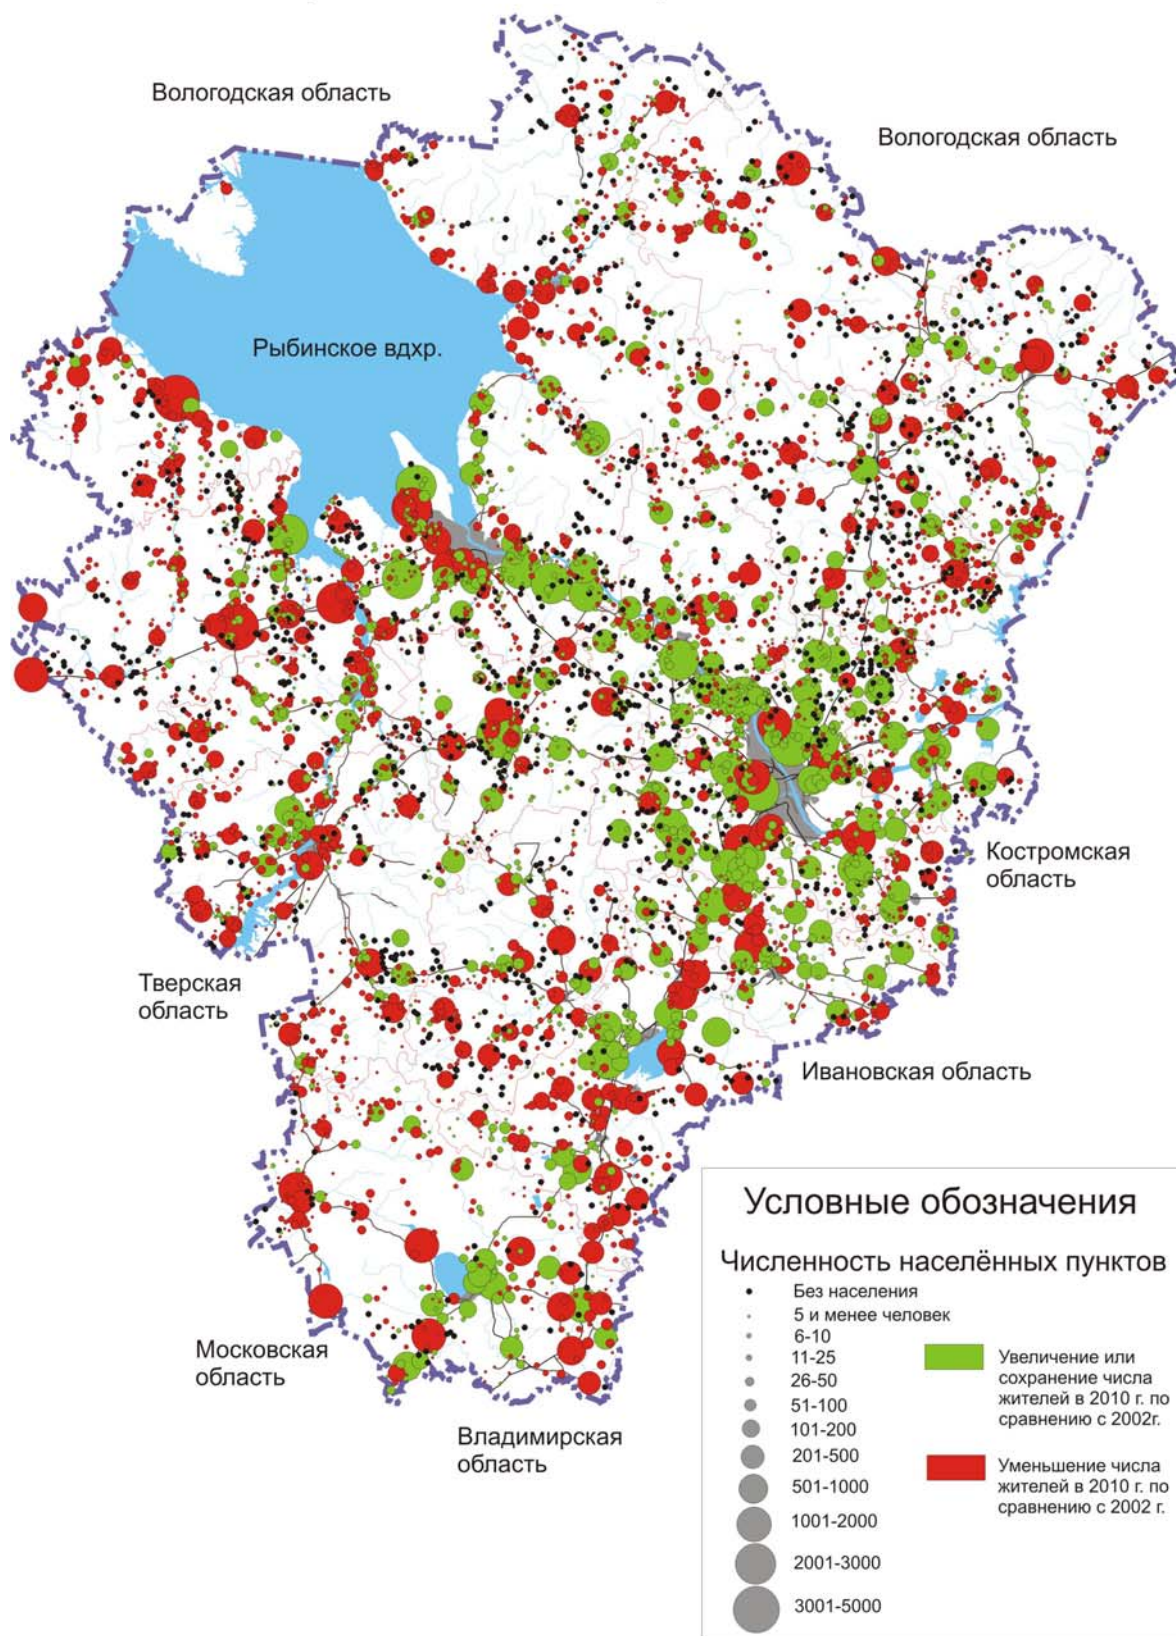 Вологодская область
Вологодская область
Рыбинское вдхр.
Костромская
область
Тверская
область
Ивановская область
Московская
область
Владимирская
область
Условные обозначения
Численность населённых пунктов
Без населения
5 и менее человек
6-10
11-25
26-50
51-100
101-200
201-500
501-1000
1001-2000
2001-3000
3001-5000
Увеличение или
сохранение числа
жителей в 2010 г. по
сравнению с 2002г.
Уменьшение числа
жителей в 2010 г. по
сравнению с 2002 г.